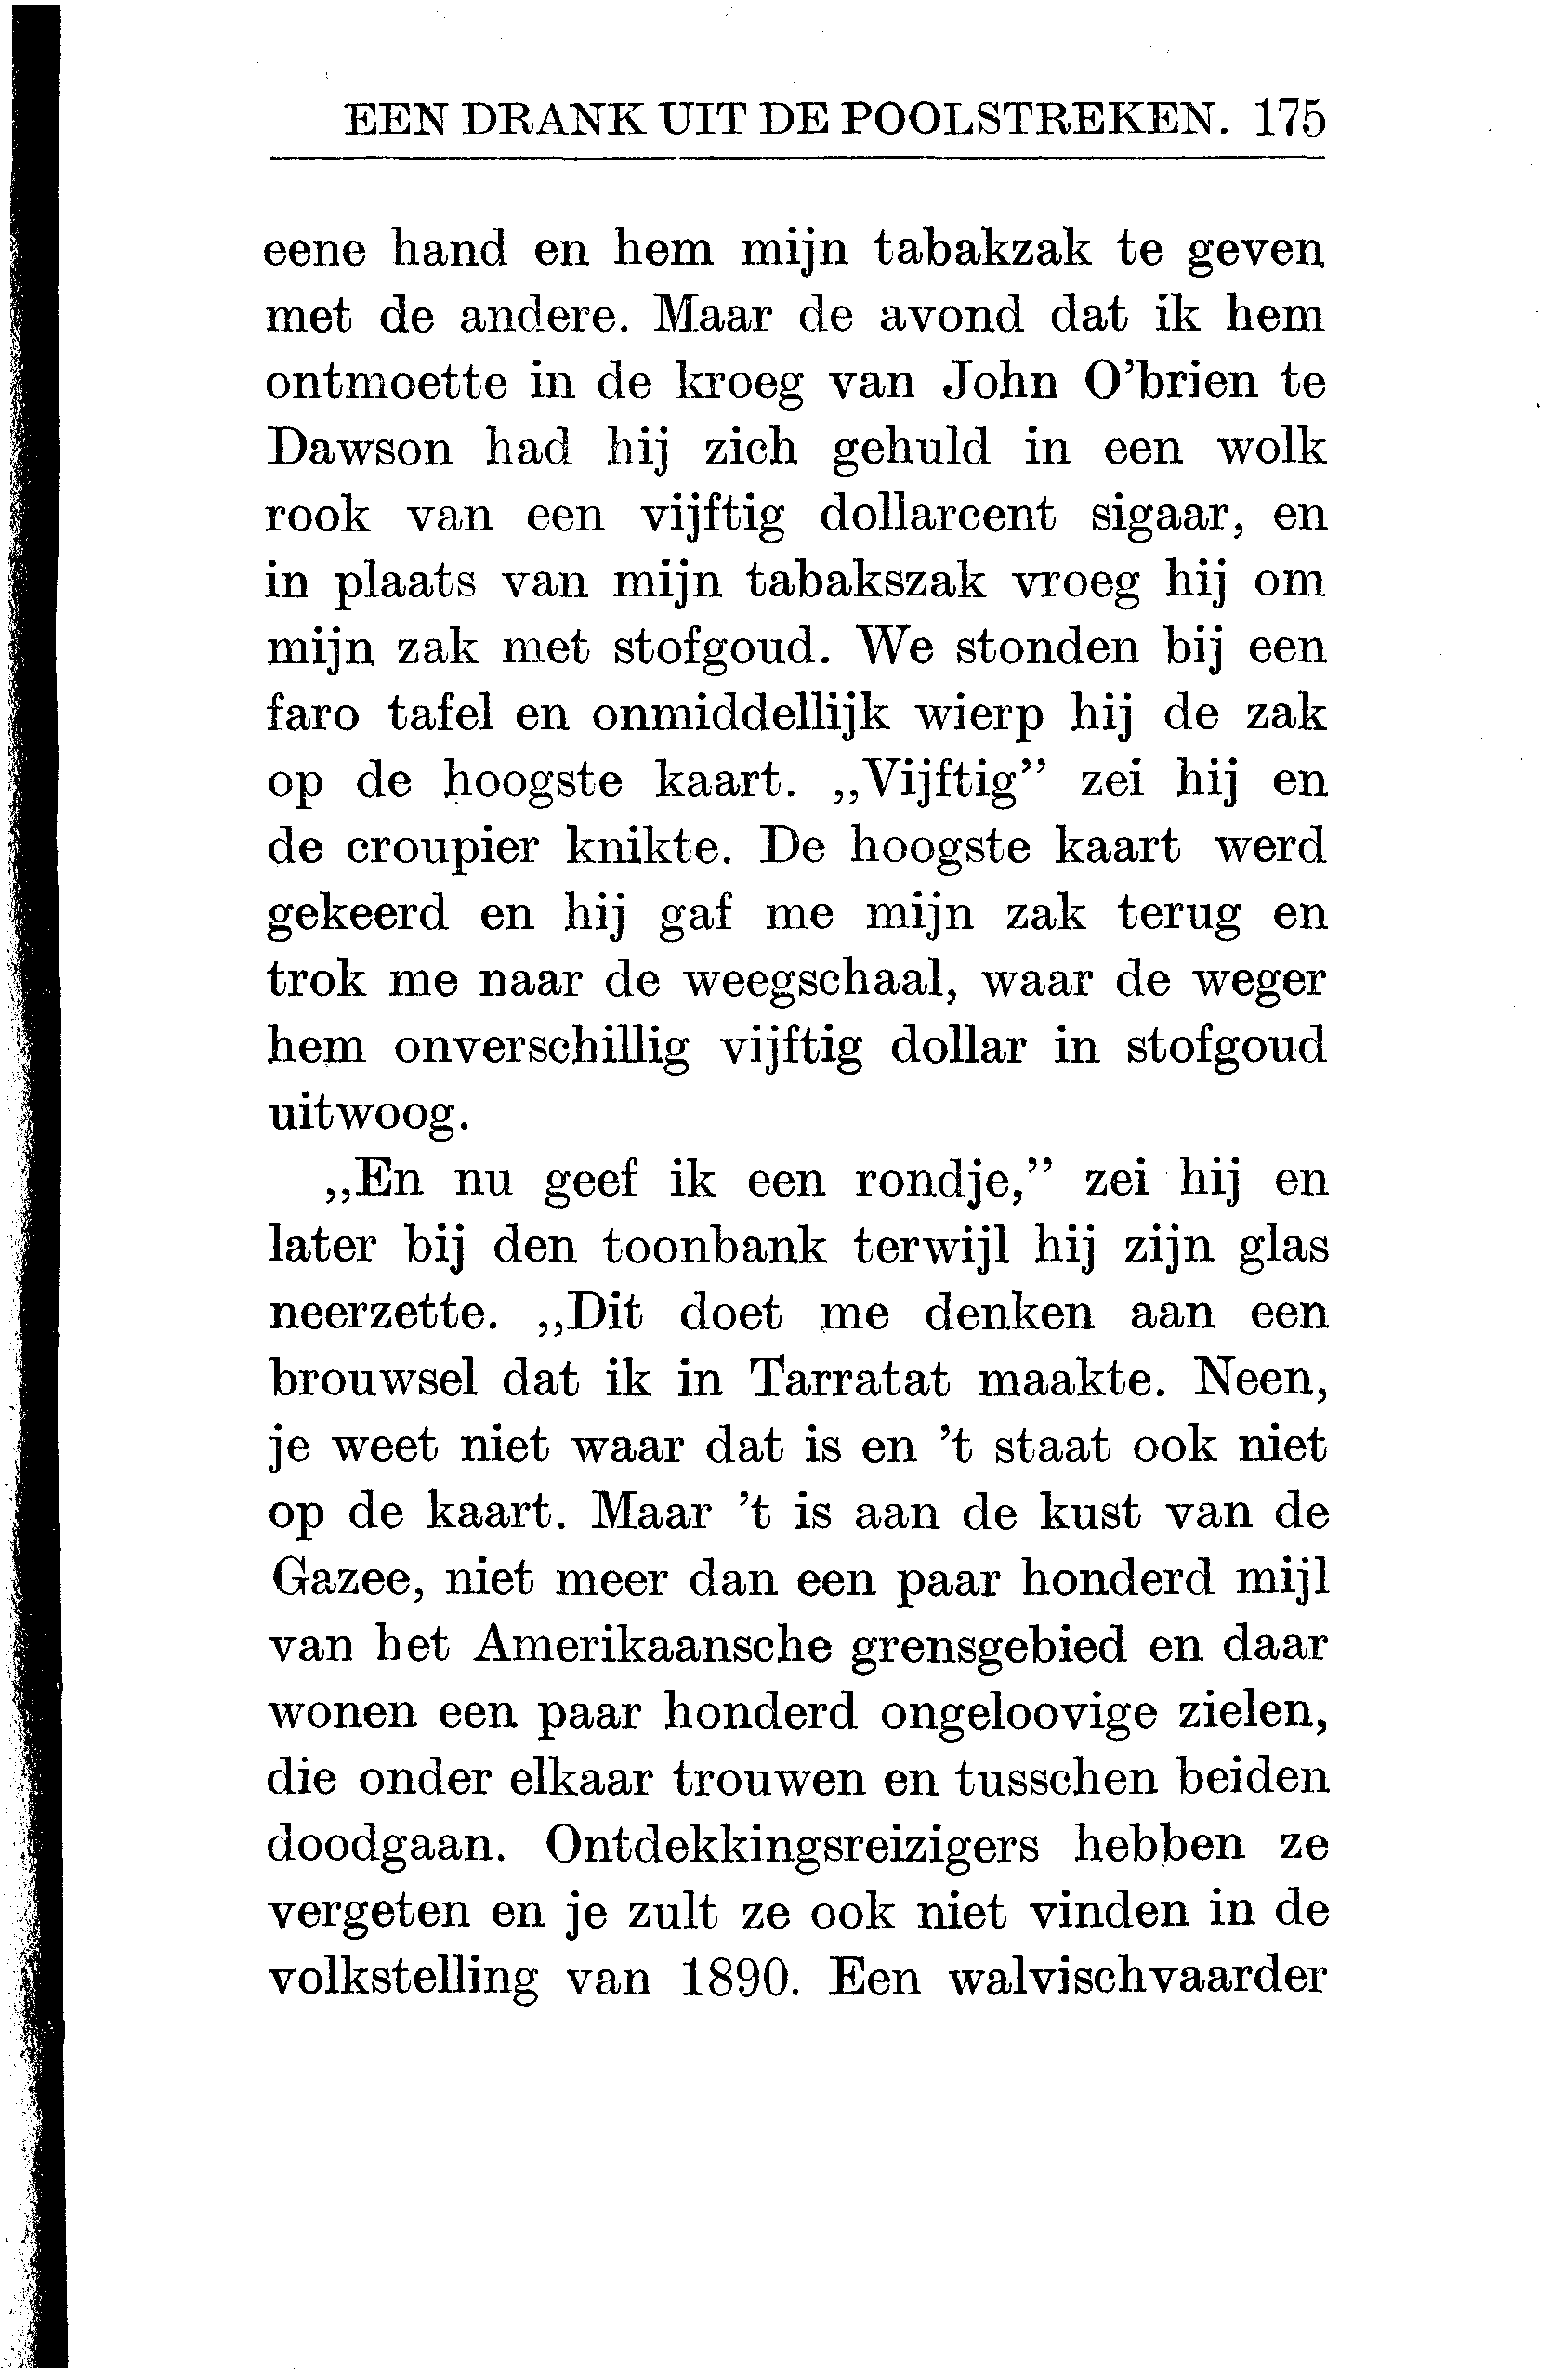 EEN DRANK UIT DE POOLSTREKEN. 175
eene hand en hem mijn tabakzak te geven
met de andere. Maar de avond dat ik hem
ontmoette in de kroeg van John O'brien te
Dawson had hij zich gehuld in een wolk
rook van een vijftig dollarcent sigaar, en
in plaats van mijn tabakszak vroeg hij om
mijn zak met stofgoud. We stonden bij een
faro tafel en onmiddellijk wierp hij de zak
op de hoogste kaart. „Vijftig” zei hij en
de croupier knikte. De hoogste kaart werd
gekeerd en hij gaf me mijn zak terug en
trok me naar de weegschaal, waar de weger
hem onverschillig vijftig dollar in stofgoud
uitwoog.
„En nu geef ik een rondje,” zei hij en
later bij den toonbank terwijl hij zijn glas
neerzette. „Dit doet me denken aan een
brouwsel dat ik in Tarratat maakte. Neen,
je weet niet waar dat is en 't staat ook niet
op de kaart. Maar 't is aan de kust van de
Gazee, niet meer dan een paar honderd mijl
van het Amerikaansche grensgebied en daar
wonen een paar honderd ongeloovige zielen,
die onder elkaar trouwen en tusschen beiden
doodgaan. Ontdekkingsreizigers hebben ze
vergeten en je zult ze ook niet vinden in de
volkstelling van 1890. Een walvischvaarder